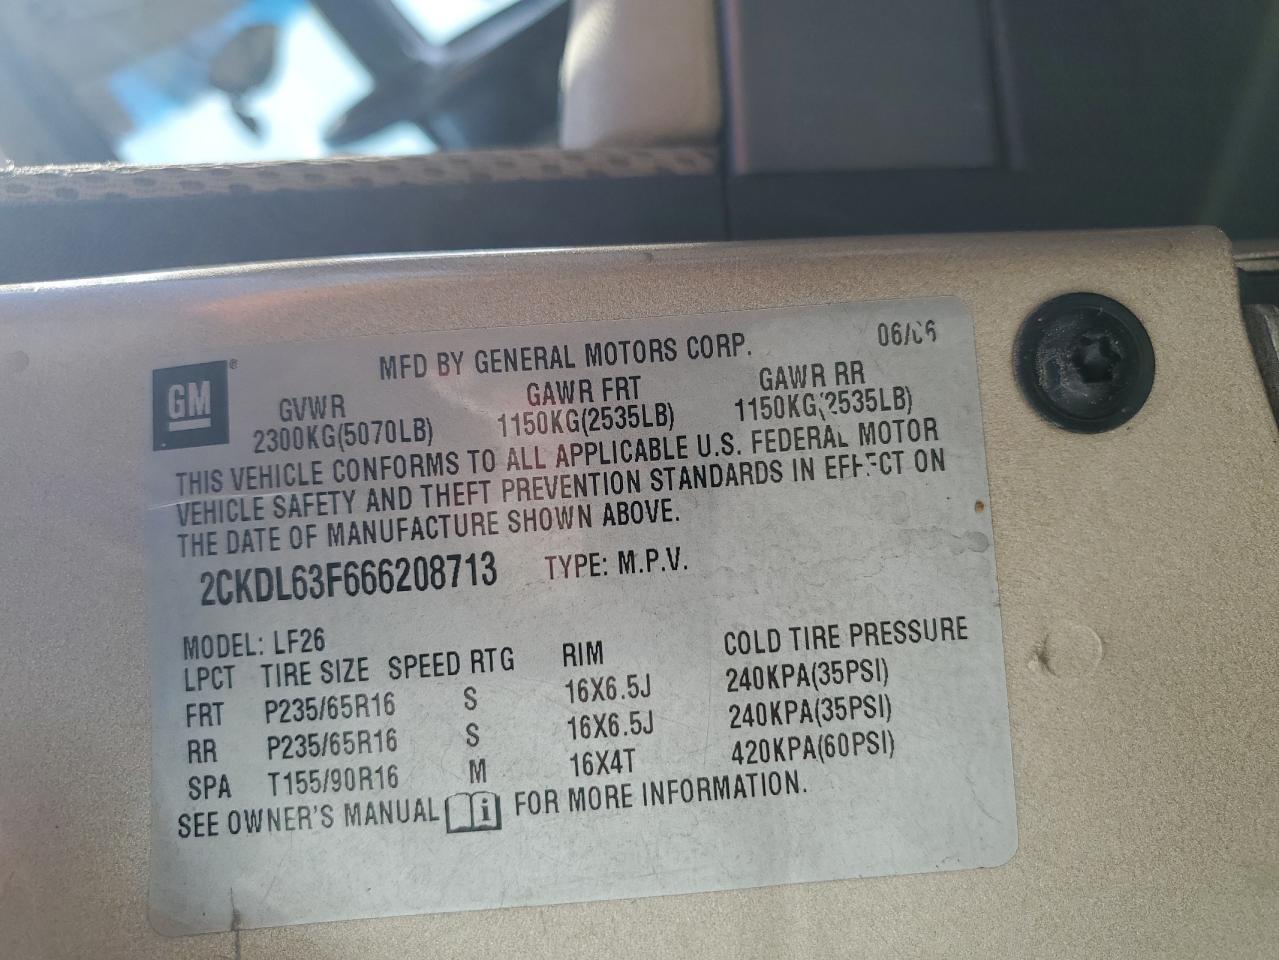 MFD BY GENERAL MOTORS CORP. 06/06
GM®
GVWR GAWR FRT GAWR RR
2300KG(5070LB) 1150KG(2535LB) 1150KG(2535LB)
THIS VEHICLE CONFORMS TO ALL APPLICABLE U.S. FEDERAL MOTOR
VEHICLE SAFETY AND THEFT PREVENTION STANDARDS IN EFFECT ON
THE DATE OF MANUFACTURE SHOWN ABOVE.
2CKDL63F666208713 TYPE: M.P.V.
MODEL: LF26
LPCT TIRE SIZE SPEED RTG RIM COLD TIRE PRESSURE
FRT P235/65R16 S 16X6.5J 240KPA(35PSI)
RR P235/65R16 S 16X6.5J 240KPA(35PSI)
SPA T155/90R16 M 16X4T 420KPA(60PSI)
SEE OWNER'S MANUAL i FOR MORE INFORMATION.